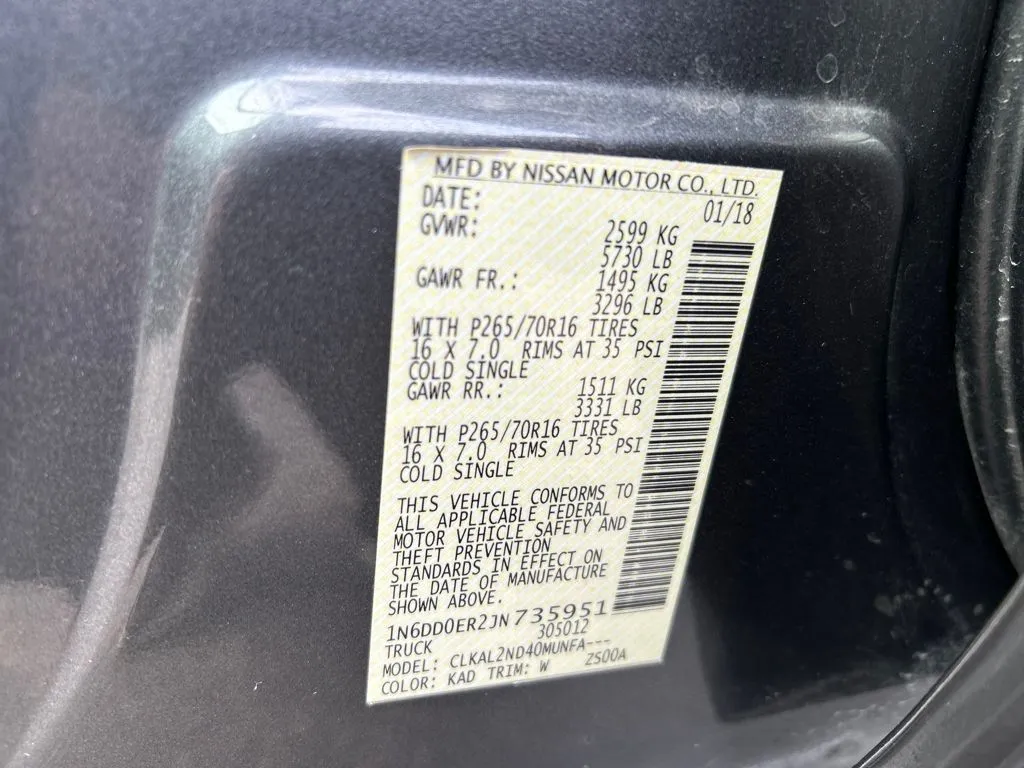 MFD BY NISSAN MOTOR CO., LTD.
DATE: 01/18
GVWR: 2599 KG
5730 LB
GAWR FR.: 1495 KG
3296 LB
WITH P265/70R16 TIRES
16 X 7.0 RIMS AT 35 PSI
COLD SINGLE
GAWR RR.: 1511 KG
3331 LB
WITH P265/70R16 TIRES
16 X 7.0 RIMS AT 35 PSI
COLD SINGLE
THIS VEHICLE CONFORMS TO
ALL APPLICABLE FEDERAL
MOTOR VEHICLE SAFETY AND
THEFT PREVENTION
STANDARDS IN EFFECT ON
THE DATE OF MANUFACTURE
SHOWN ABOVE.
1N6DD0ER2JN735951
TRUCK 305012
MODEL: CLKAL2ND40MUNFA---
COLOR: KAD TRIM: W ZS00A